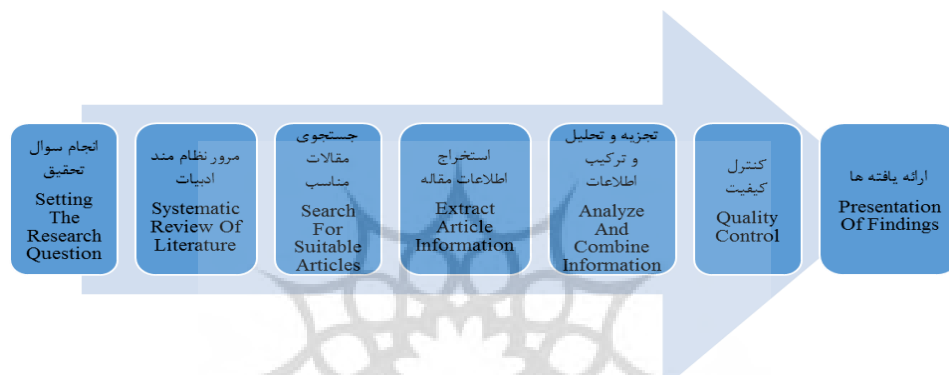 انجام سوال
تحقیق
Setting
The
Research
Question
مرور نظام مند
ادبیات
Systematic
Review Of
Literature
جستجوی
مقالات
مناسب
Search
For
Suitable
Articles
استخراج
اطلاعات مقاله
Extract
Article
Information
تجزیه و تحلیل
و ترکیب
اطلاعات
Analyze
And
Combine
Information
کنترل
کیفیت
Quality
Control
ارائه یافته ها
Presentation
Of Findings